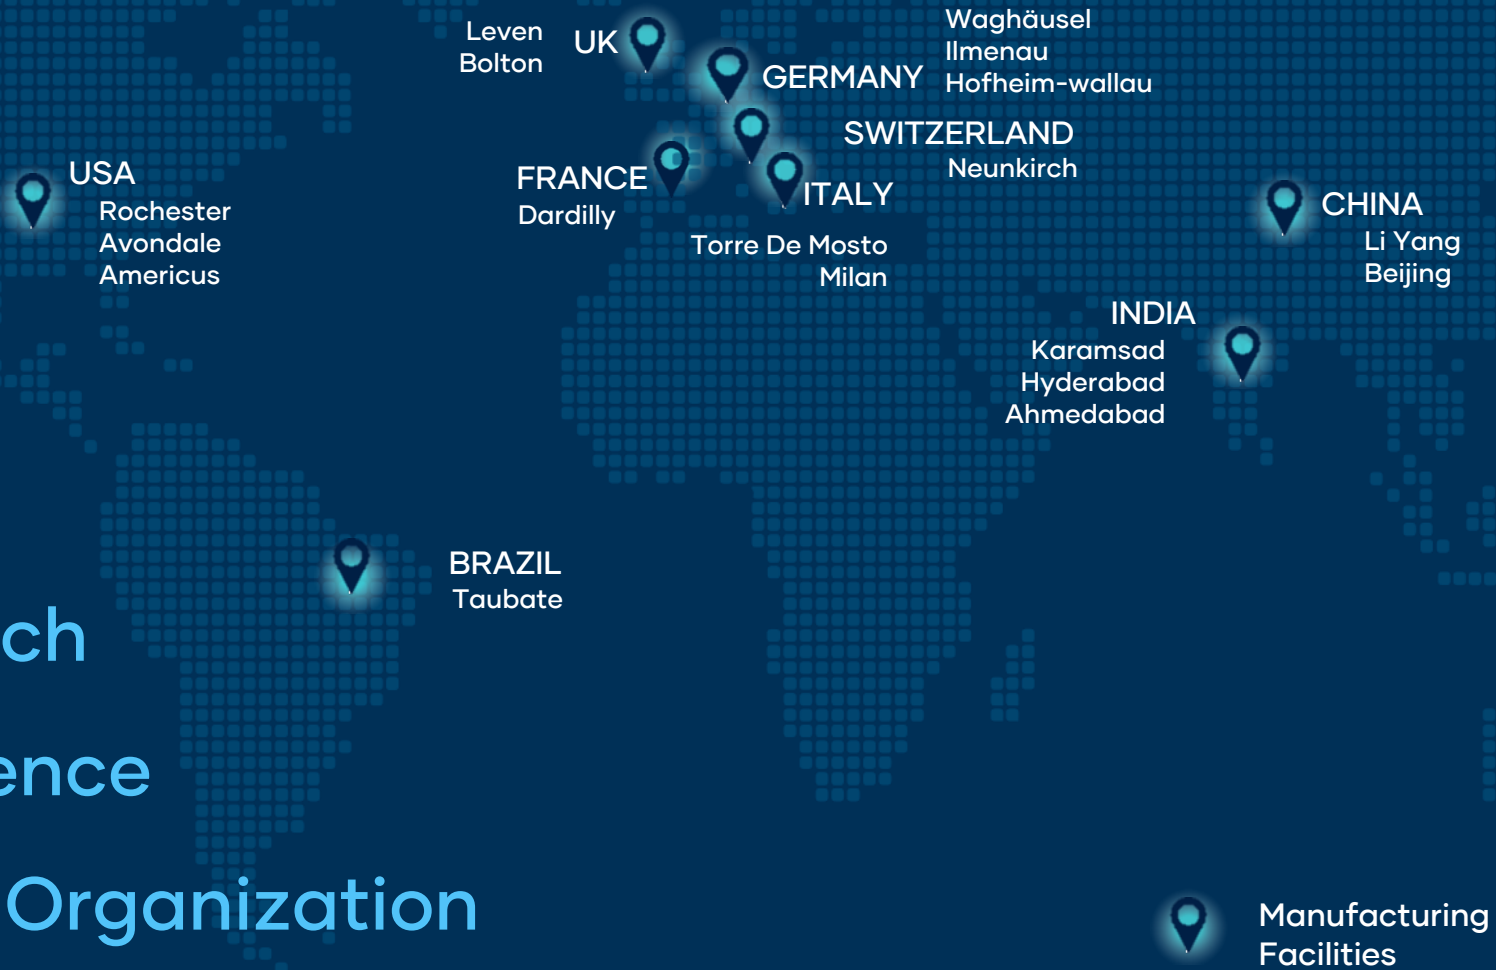 Leven
Bolton
UK
Waghäusel
Ilmenau
Hofheim-wallau
GERMANY
SWITZERLAND
Neunkirch
USA
Rochester
Avondale
Americus
FRANCE
Dardilly
ITALY
Torre De Mosto
Milan
CHINA
Li Yang
Beijing
INDIA
Karamsad
Hyderabad
Ahmedabad
BRAZIL
Taubate
ch
ence
Organization
Manufacturing
Facilities